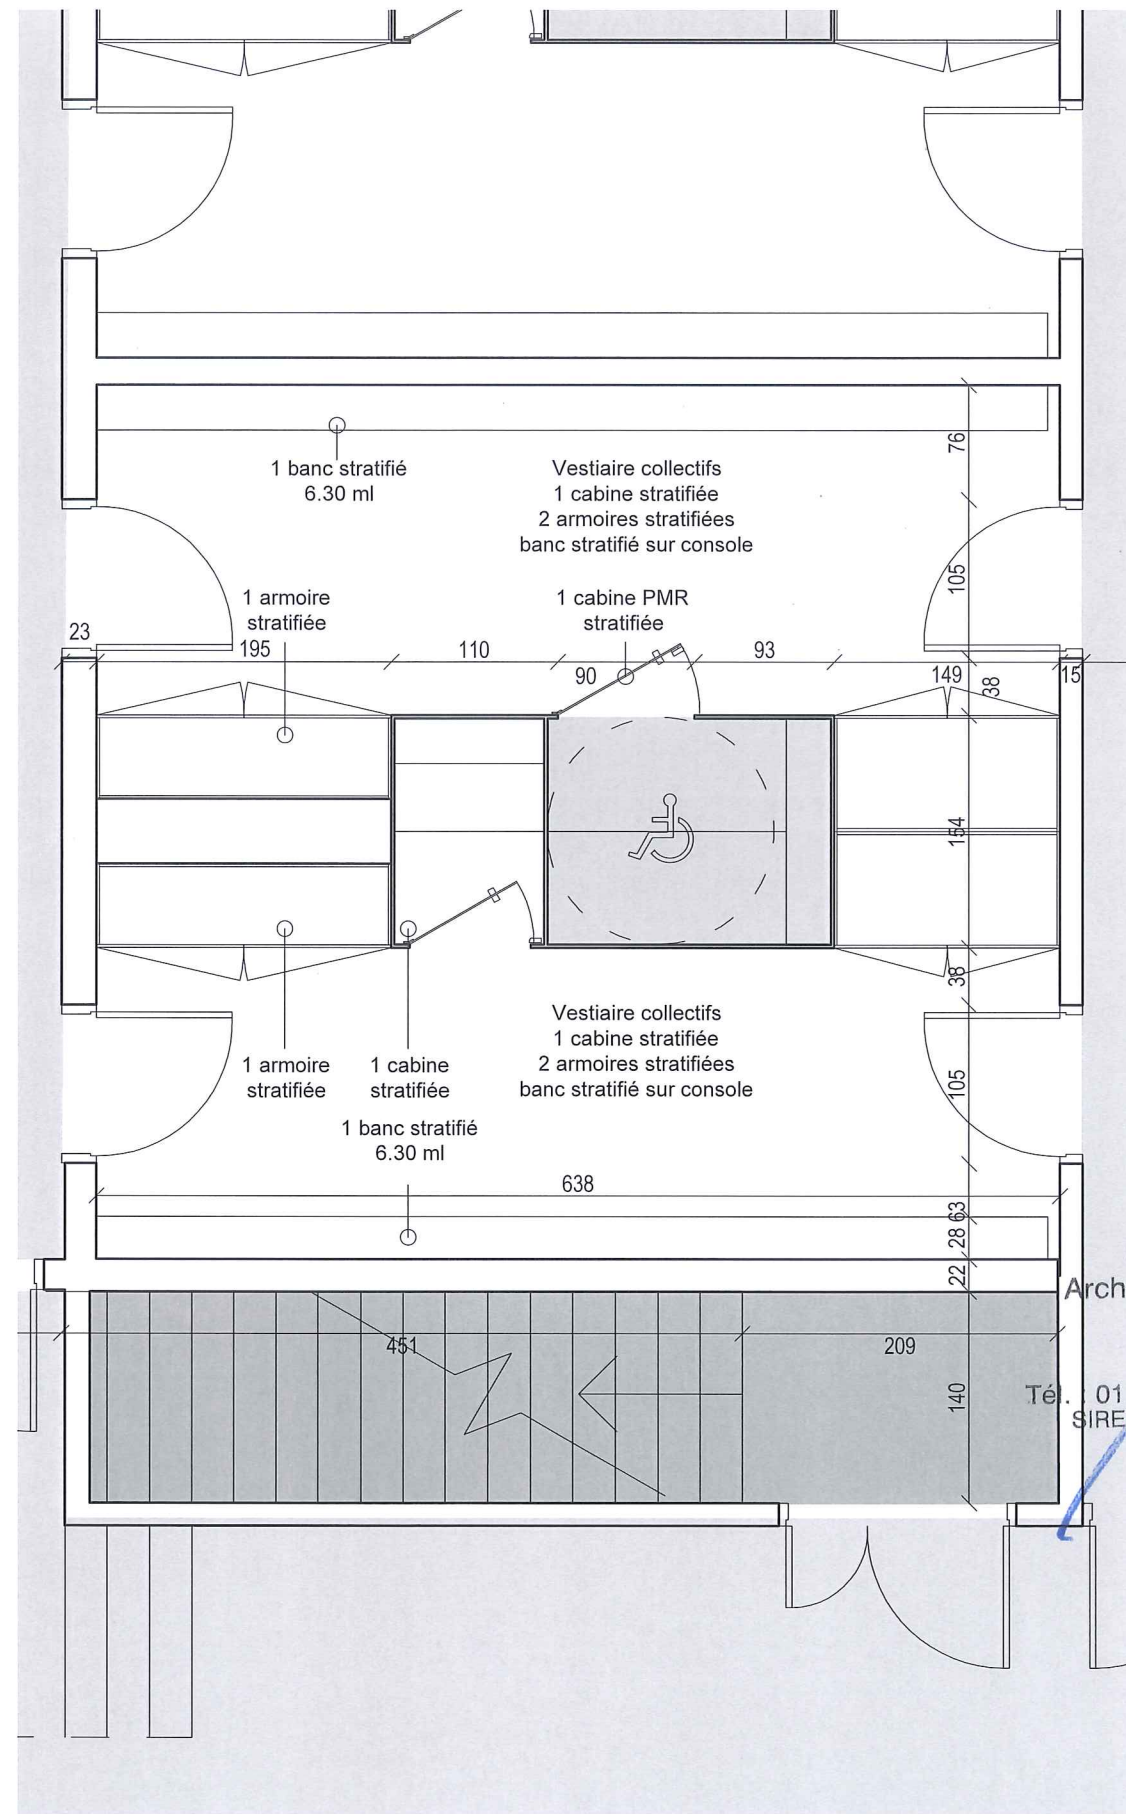 1 banc stratifié
6.30 ml
Vestiaire collectifs
1 cabine stratifiée
2 armoires stratifiées
banc stratifié sur console
76
105
1 armoire
stratifiée
1 cabine PMR
stratifiée
23
195
110
90
93
149
38
15
154
38
Vestiaire collectifs
1 cabine stratifiée
2 armoires stratifiées
banc stratifié sur console
1 armoire
stratifiée
1 cabine
stratifiée
105
1 banc stratifié
6.30 ml
638
63
28
22
Arch
451
209
140
Tél. : 01
SIRE